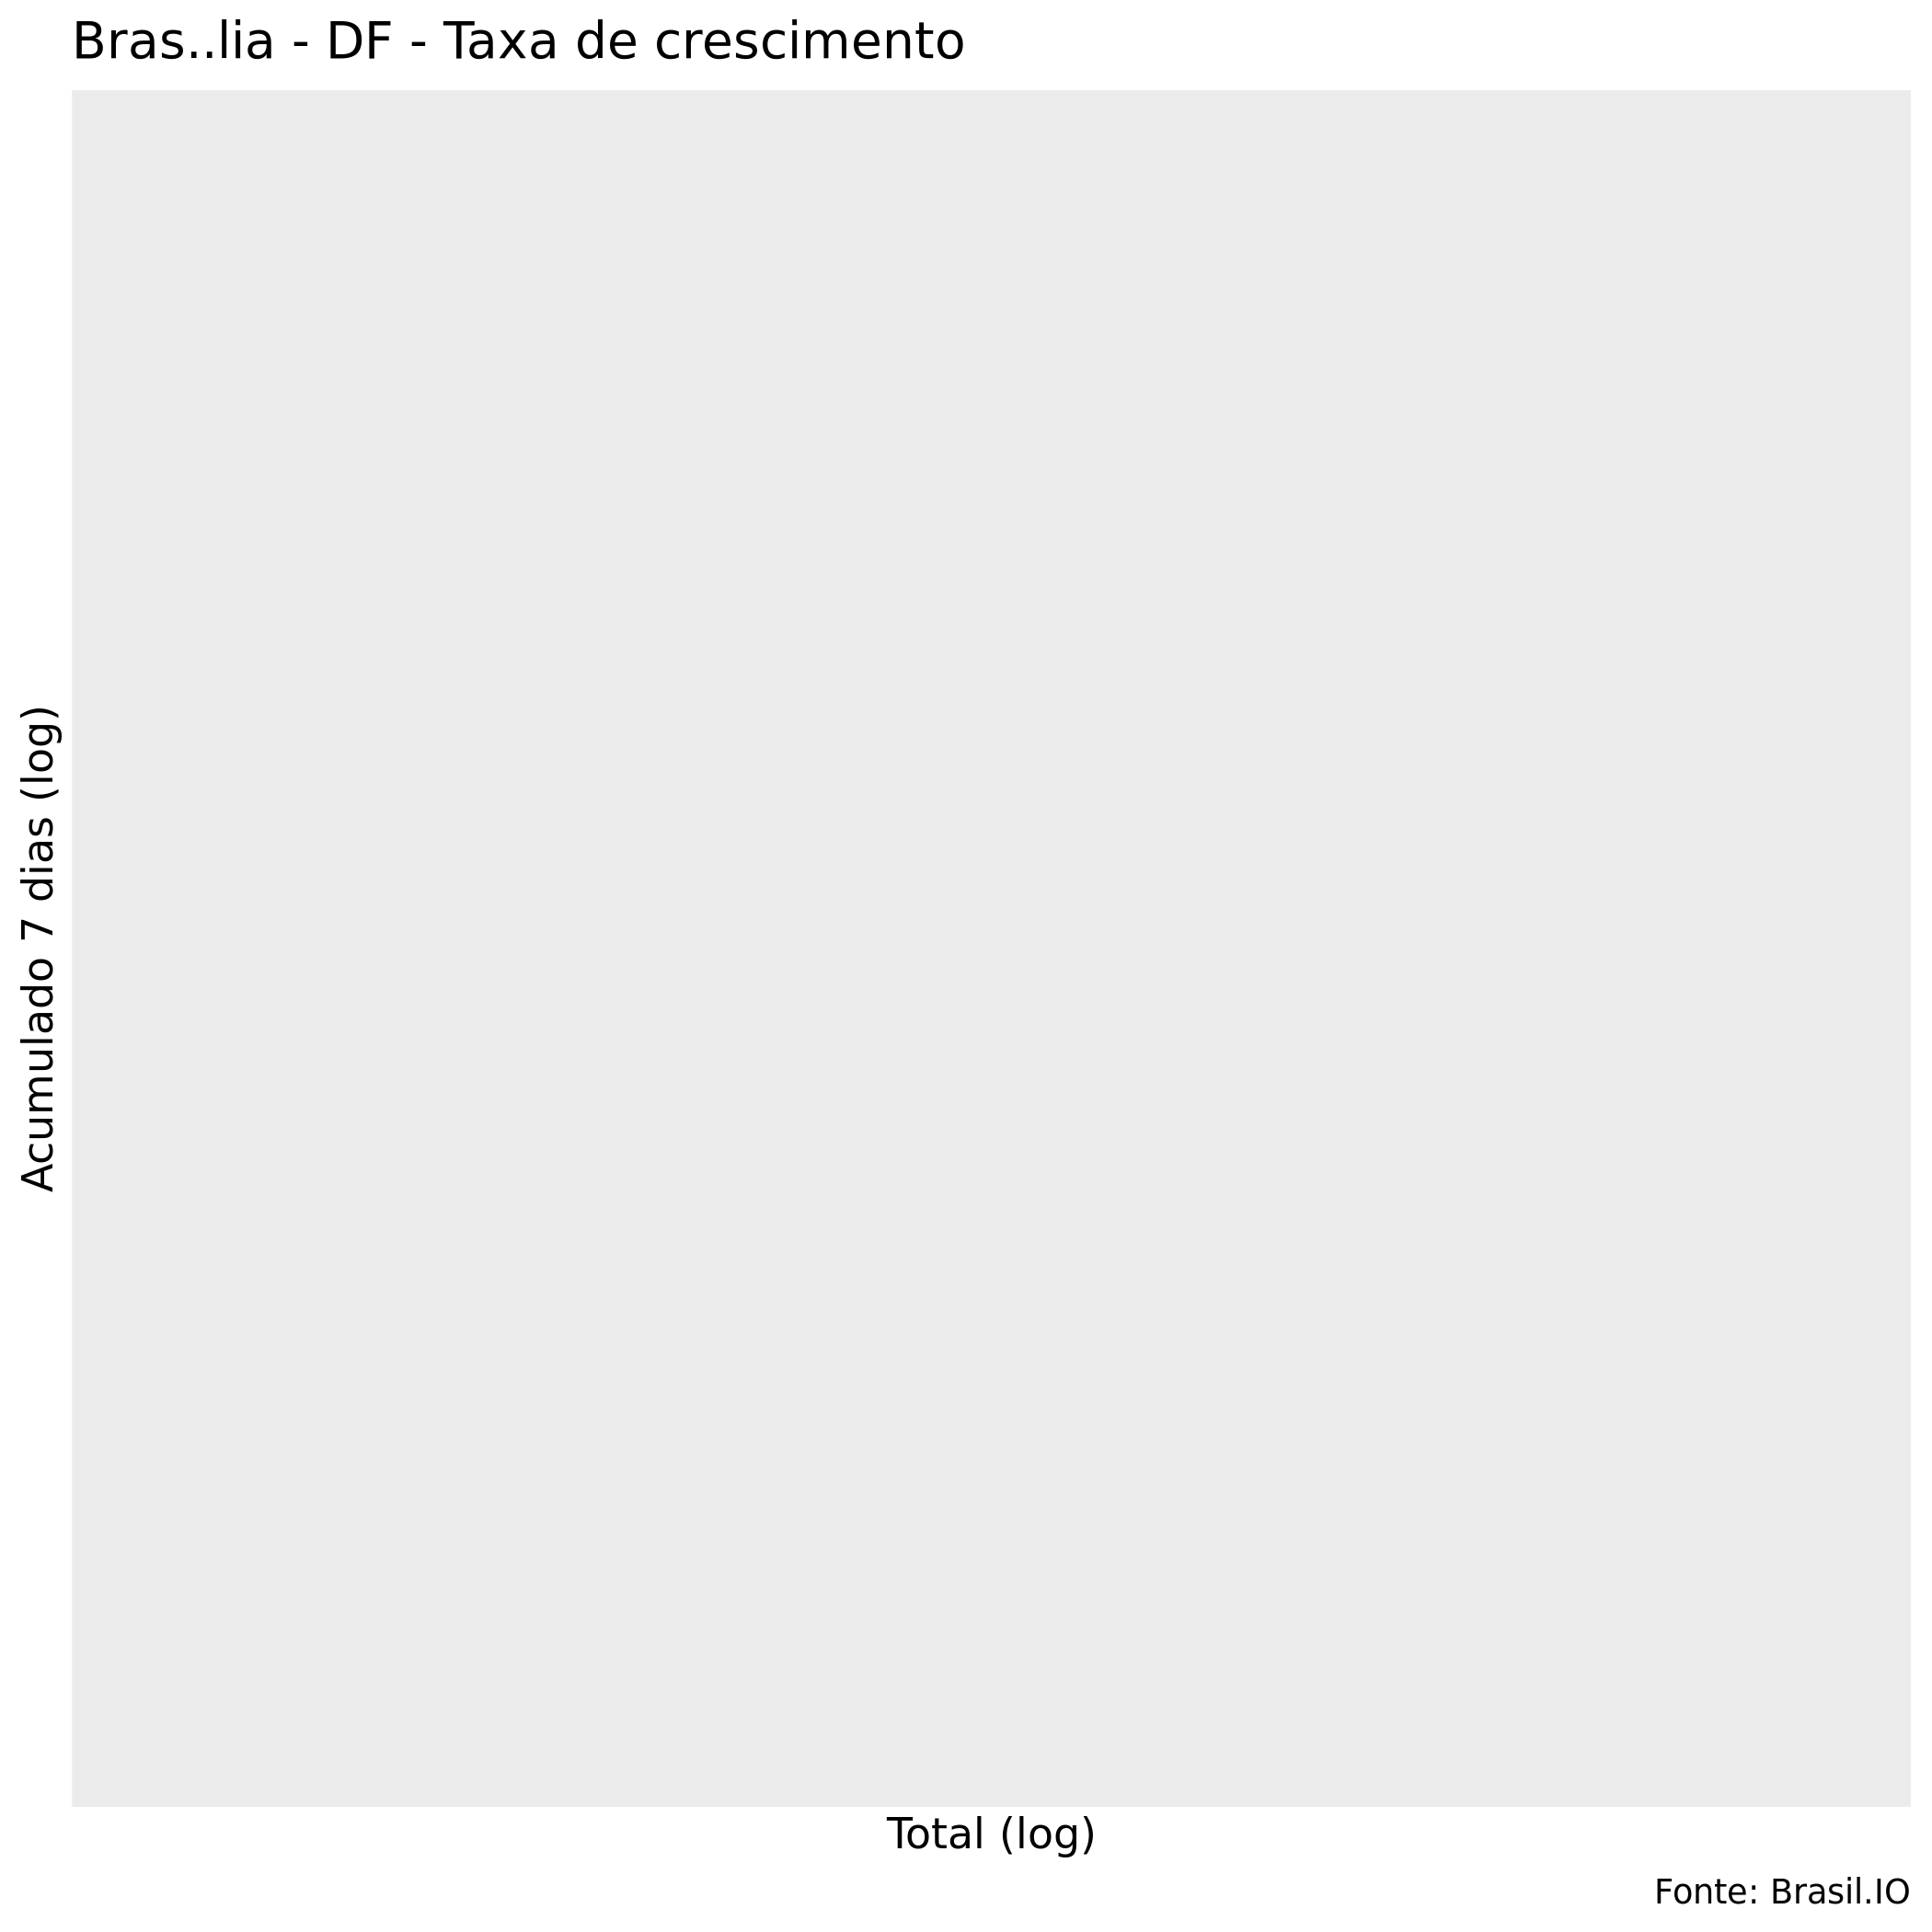 Bras..lia - DF - Taxa de crescimento
Acumulado 7 dias (log)
Total (log)
Fonte: Brasil.IO